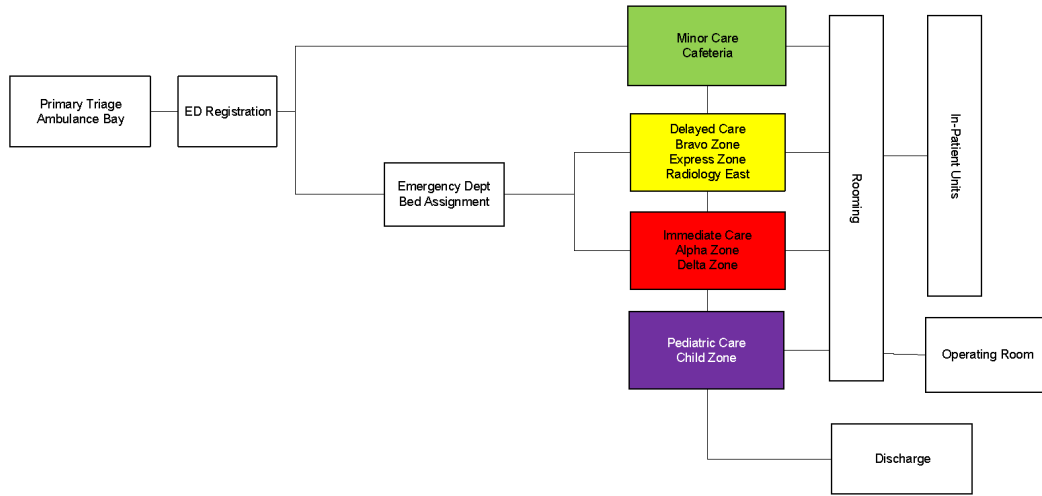 Primary Triage
Ambulance Bay
ED Registration
Emergency Dept
Bed Assignment
Minor Care
Cafeteria
Delayed Care
Bravo Zone
Express Zone
Radiology East
Immediate Care
Alpha Zone
Delta Zone
Pediatric Care
Child Zone
Rooming
In-Patient Units
Operating Room
Discharge